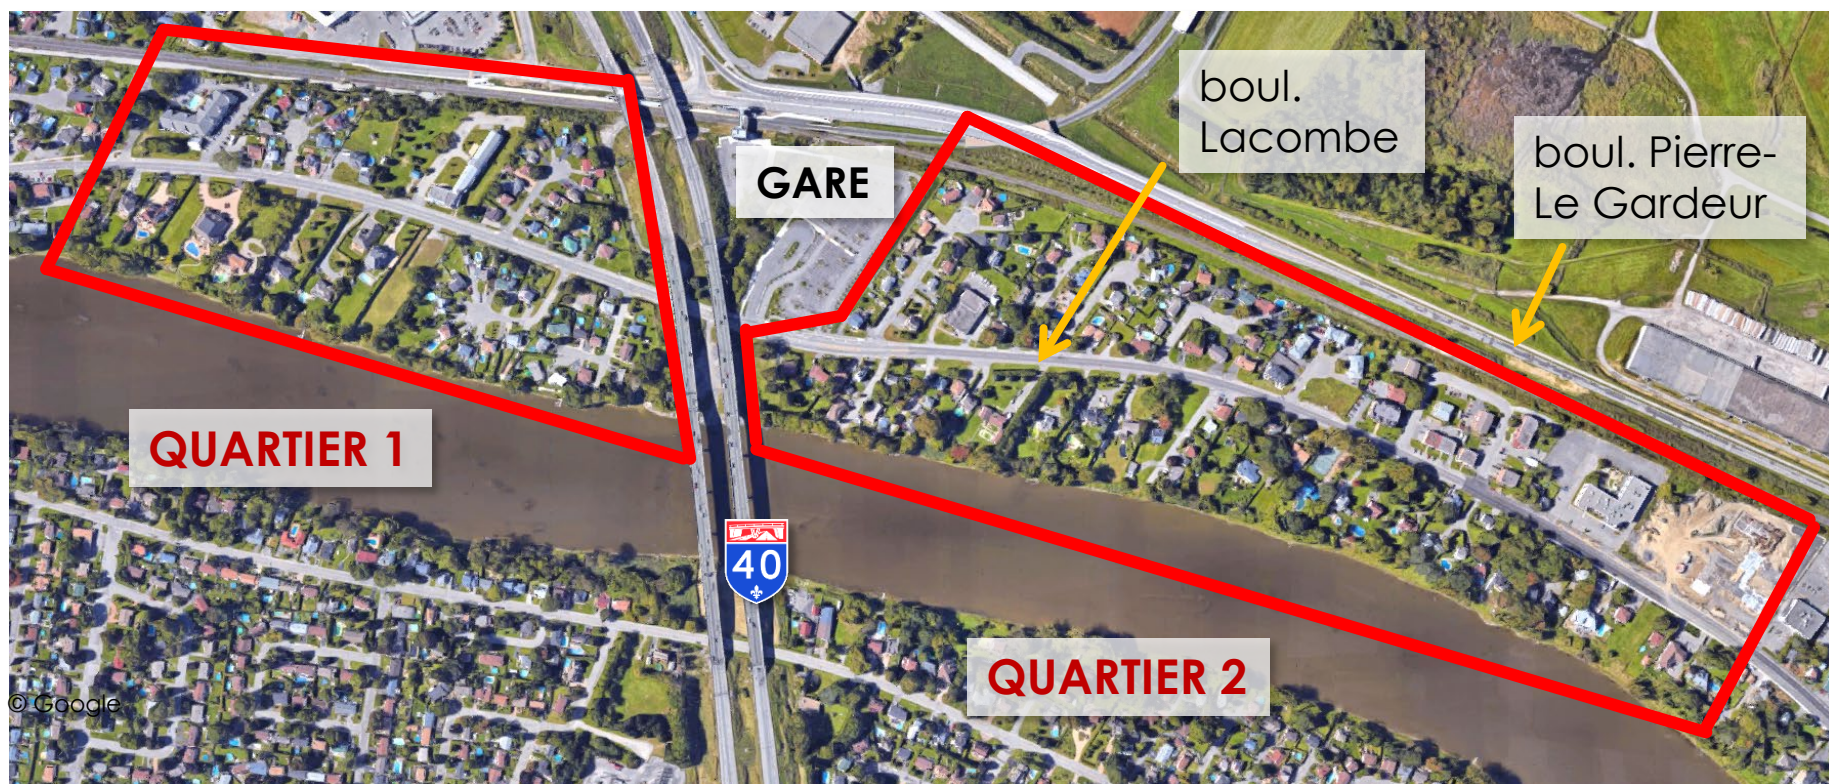 boul.
Lacombe
boul. Pierre-
Le Gardeur
GARE
QUARTIER 1
40
QUARTIER 2
© Google